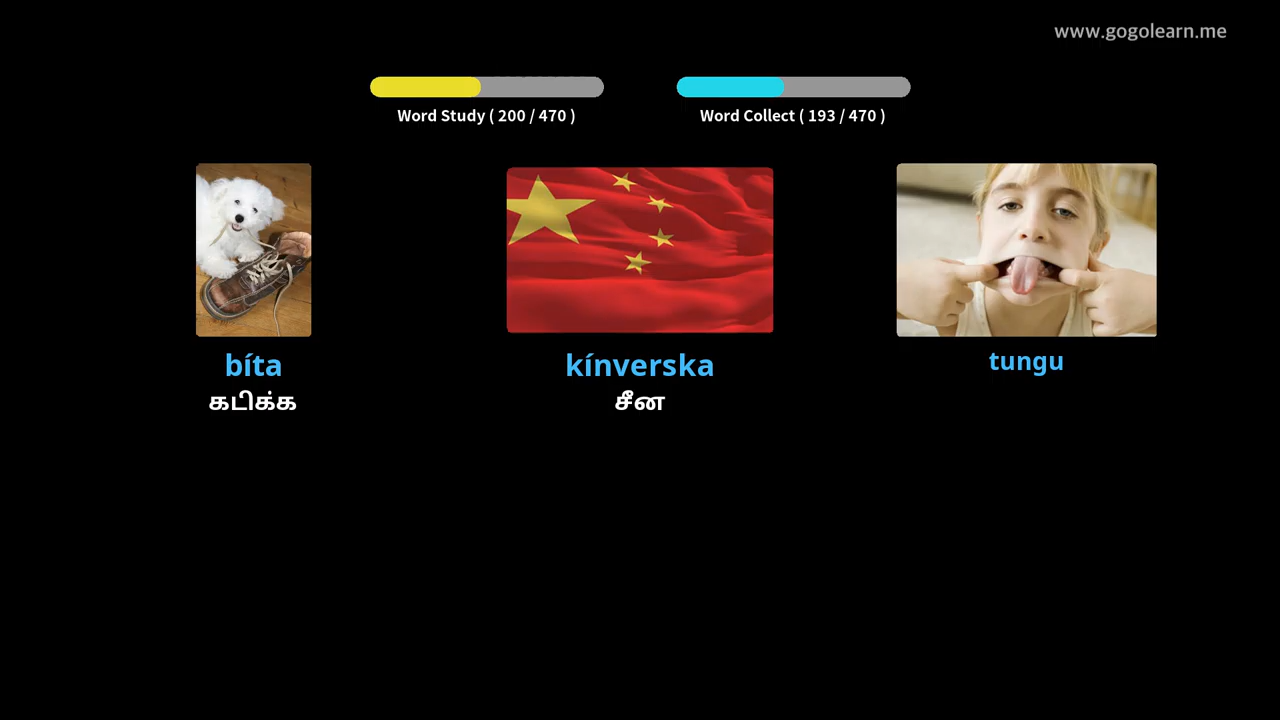 www.gogolearn.me
Word Study ( 200 / 470 )
Word Collect ( 193 / 470 )
bíta
கடிக்க
kínverska
சீன
tungu